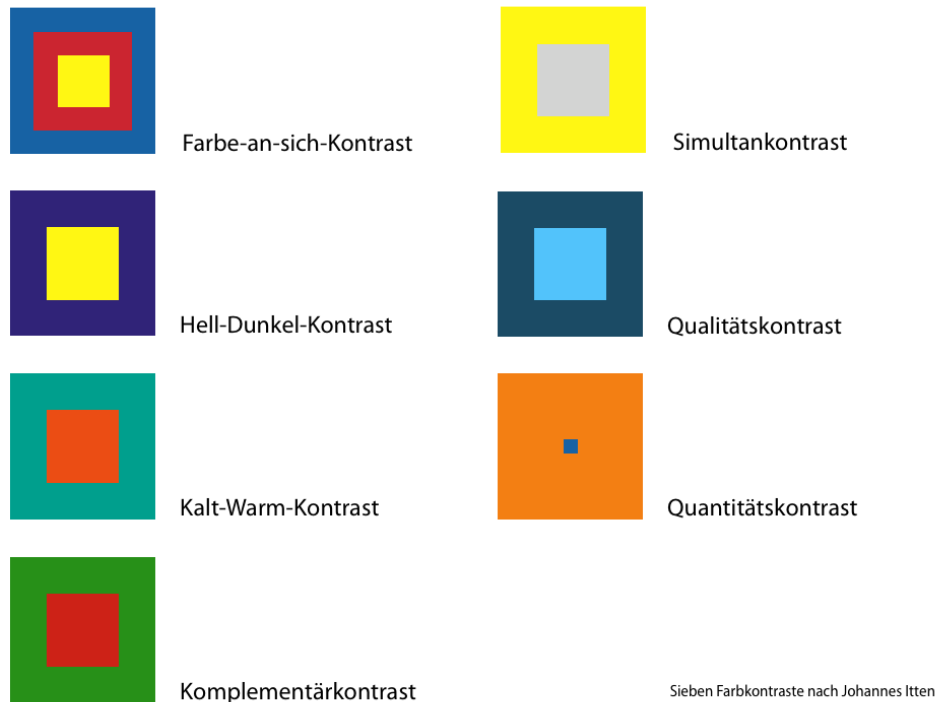 Farbe-an-sich-Kontrast
Simultankontrast
Hell-Dunkel-Kontrast
Qualitätskontrast
Kalt-Warm-Kontrast
Quantitätskontrast
Komplementärkontrast
Sieben Farbkontraste nach Johannes Itten